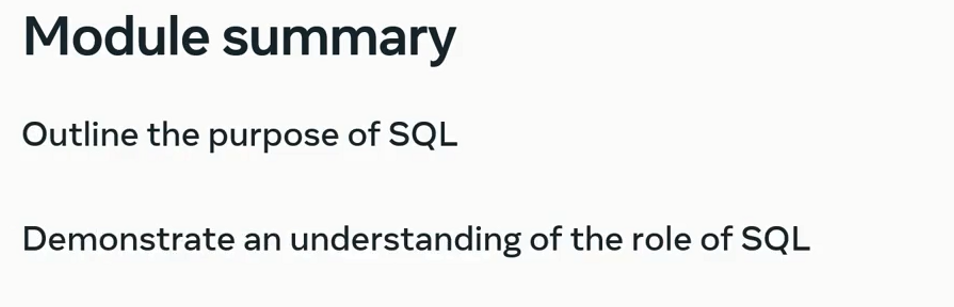 Module summary
Outline the purpose of SQL
Demonstrate an understanding of the role of SQL